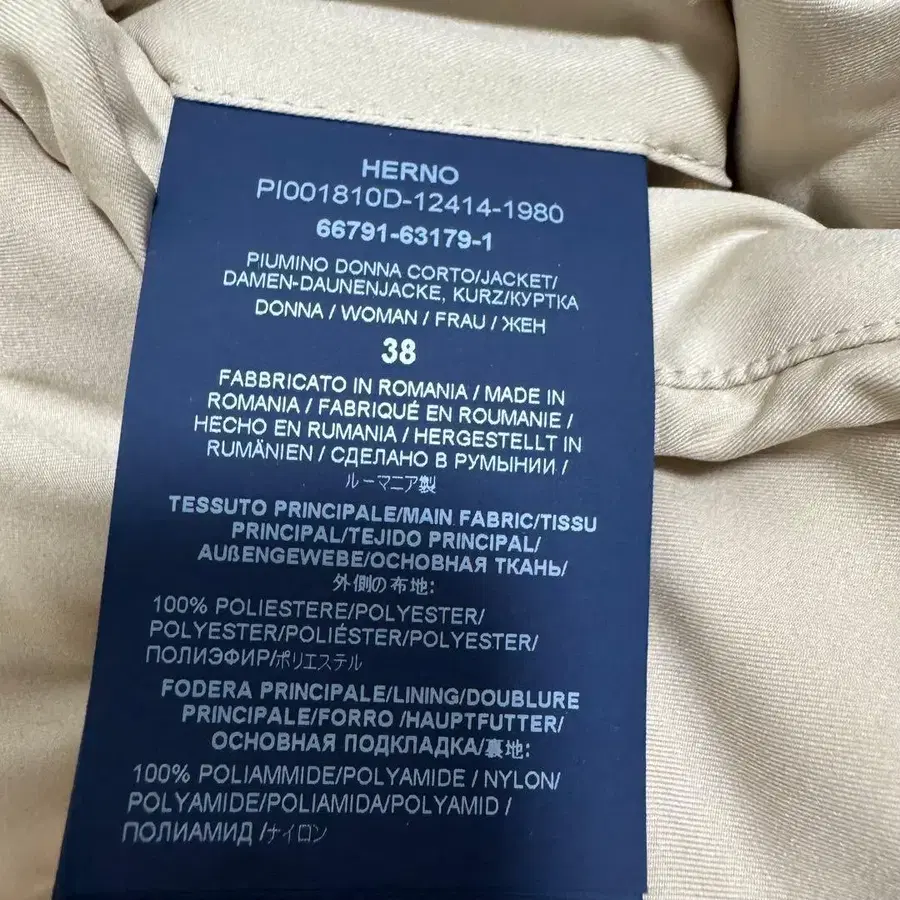 HERNO
PI001810D-12414-1980
66791-63179-1
PIUMINO DONNA CORTO/JACKET/
DAMEN-DAUNENJACKE, KURZ/КУРТКА
DONNA / WOMAN / FRAU / ЖЕН
38
FABBRICATO IN ROMANIA / MADE IN
ROMANIA / FABRIQUÉ EN ROUMANIE /
HECHO EN RUMANIA / HERGESTELLT IN
RUMÄNIEN / СДЕЛАНО В РУМЫНИИ /
ルーマニア製
TESSUTO PRINCIPALE/MAIN FABRIC/TISSU
PRINCIPAL/TEJIDO PRINCIPAL/
AUßENGEWEBE/ОСНОВНАЯ ТКАНЬ/
外側の布地:
100% POLIESTERE/POLYESTER/
POLYESTER/POLIÉSTER/POLYESTER/
ПОЛИЭФИР/ポリエステル
FODERA PRINCIPALE/LINING/DOUBLURE
PRINCIPALE/FORRO /HAUPTFUTTER/
ОСНОВНАЯ ПОДКЛАДКА/裏地:
100% POLIAMMIDE/POLYAMIDE / NYLON/
POLYAMIDE/POLIAMIDA/POLYAMID /
ПОЛИАМИД /ナイロン